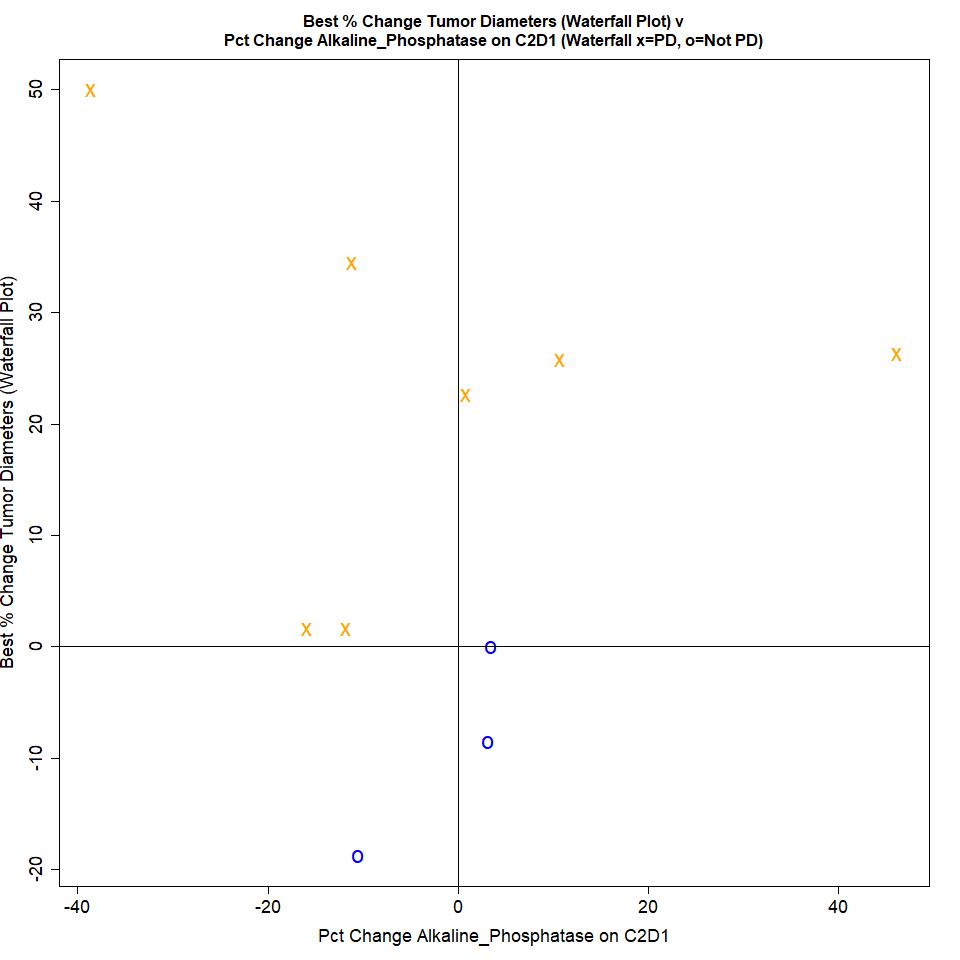 Best % Change Tumor Diameters (Waterfall Plot) v
Pct Change Alkaline_Phosphatase on C2D1 (Waterfall x=PD, o=Not PD)
Best % Change Tumor Diameters (Waterfall Plot)
50
40
30
20
10
0
-10
-20
X
X
X
X
X
X X
O
O
O
-40 -20 0 20 40
Pct Change Alkaline_Phosphatase on C2D1